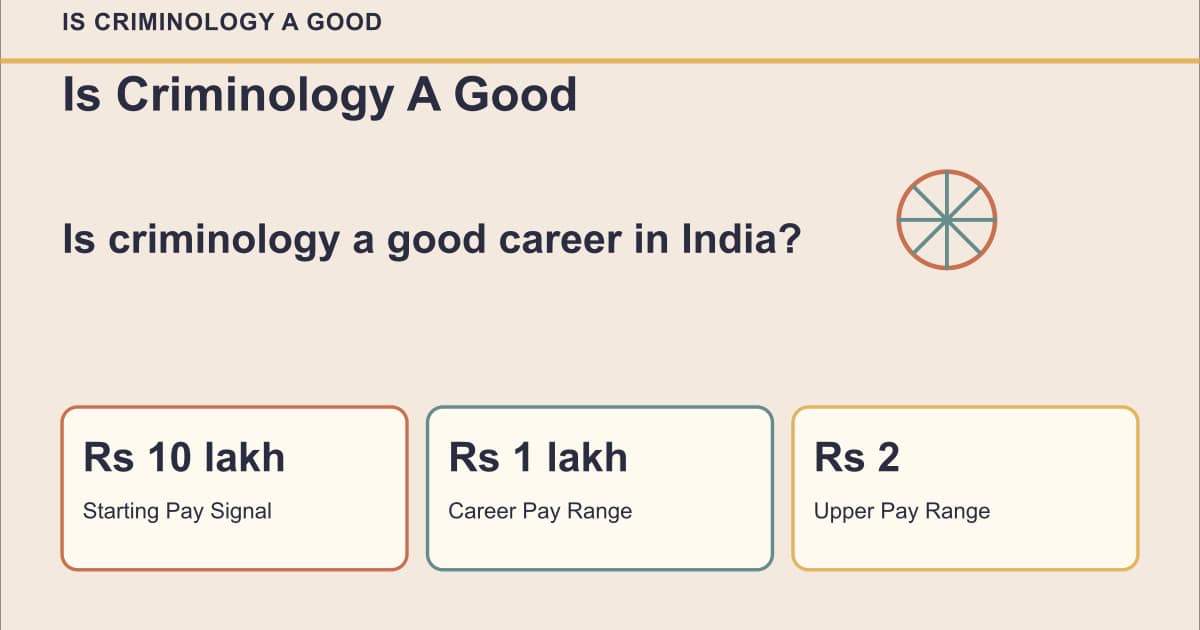 IS CRIMINOLOGY A GOOD
Is Criminology A Good
Is criminology a good career in India?
Rs 10 lakh
Starting Pay Signal
Rs 1 lakh
Career Pay Range
Rs 2
Upper Pay Range